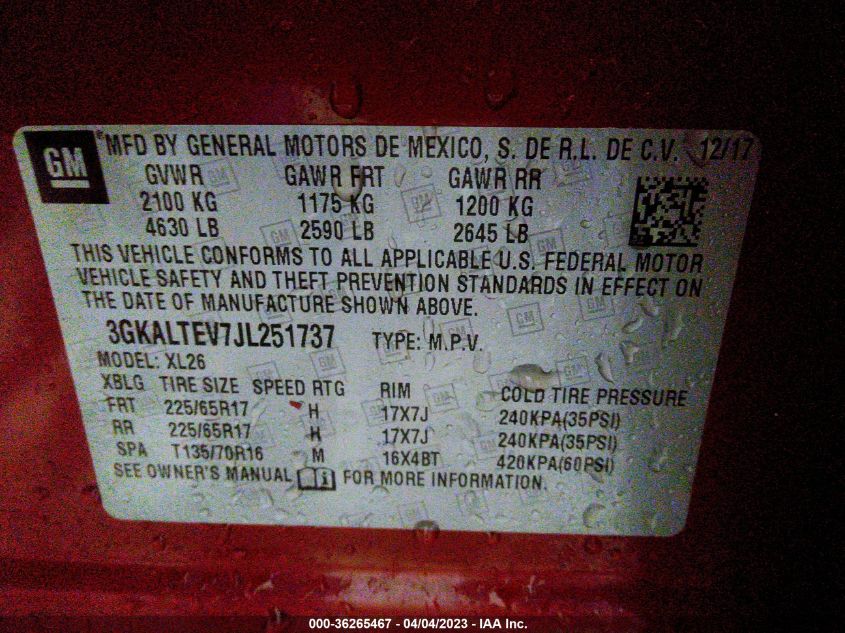 GM MFD BY GENERAL MOTORS DE MEXICO, S. DE R.L. DE C.V. 12/17
GVWR GAWR FRT GAWR RR
2100 KG 1175 KG 1200 KG
4630 LB 2590 LB 2645 LB
THIS VEHICLE CONFORMS TO ALL APPLICABLE U.S. FEDERAL MOTOR
VEHICLE SAFETY AND THEFT PREVENTION STANDARDS IN EFFECT ON
THE DATE OF MANUFACTURE SHOWN ABOVE.
3GKALTEV7JL251737 TYPE: M.P.V.
MODEL: XL26
XBLG TIRE SIZE SPEED RTG RIM COLD TIRE PRESSURE
FRT 225/65R17 H 17X7J 240KPA(35PSI)
RR 225/65R17 H 17X7J 240KPA(35PSI)
SPA T135/70R16 M 16X4BT 420KPA(60PSI)
SEE OWNER'S MANUAL FOR MORE INFORMATION.
000-36265467 - 04/04/2023 - IAA Inc.